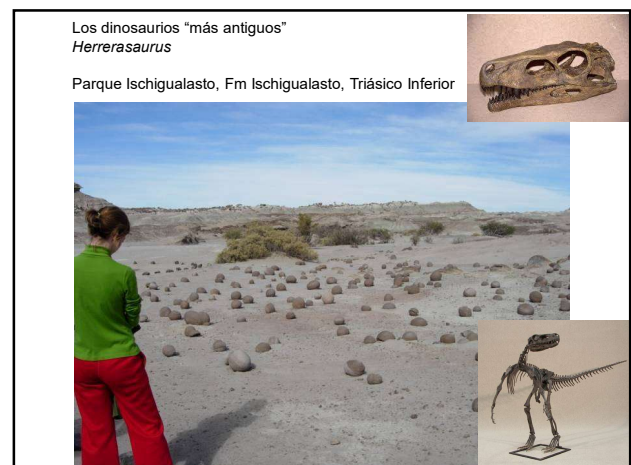 Los dinosaurios “más antiguos”
Herrerasaurus
Parque Ischigualasto, Fm Ischigualasto, Triásico Inferior